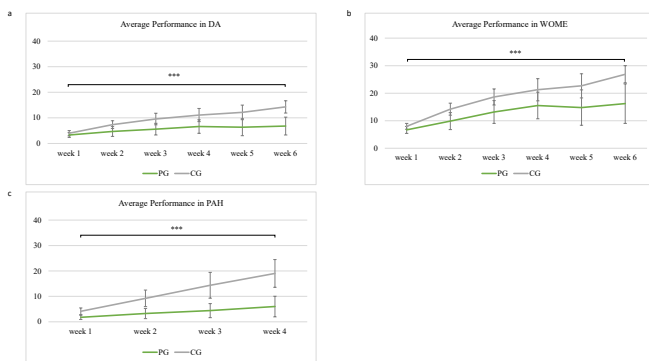 a
Average Performance in DA
40
30
***
20
10
0
week 1 week 2 week 3 week 4 week 5 week 6
PG CG
b
Average Performance in WOME
40
***
30
20
10
0
week 1 week 2 week 3 week 4 week 5 week 6
PG CG
c
Average Performance in PAH
40
***
30
20
10
0
week 1 week 2 week 3 week 4
PG CG